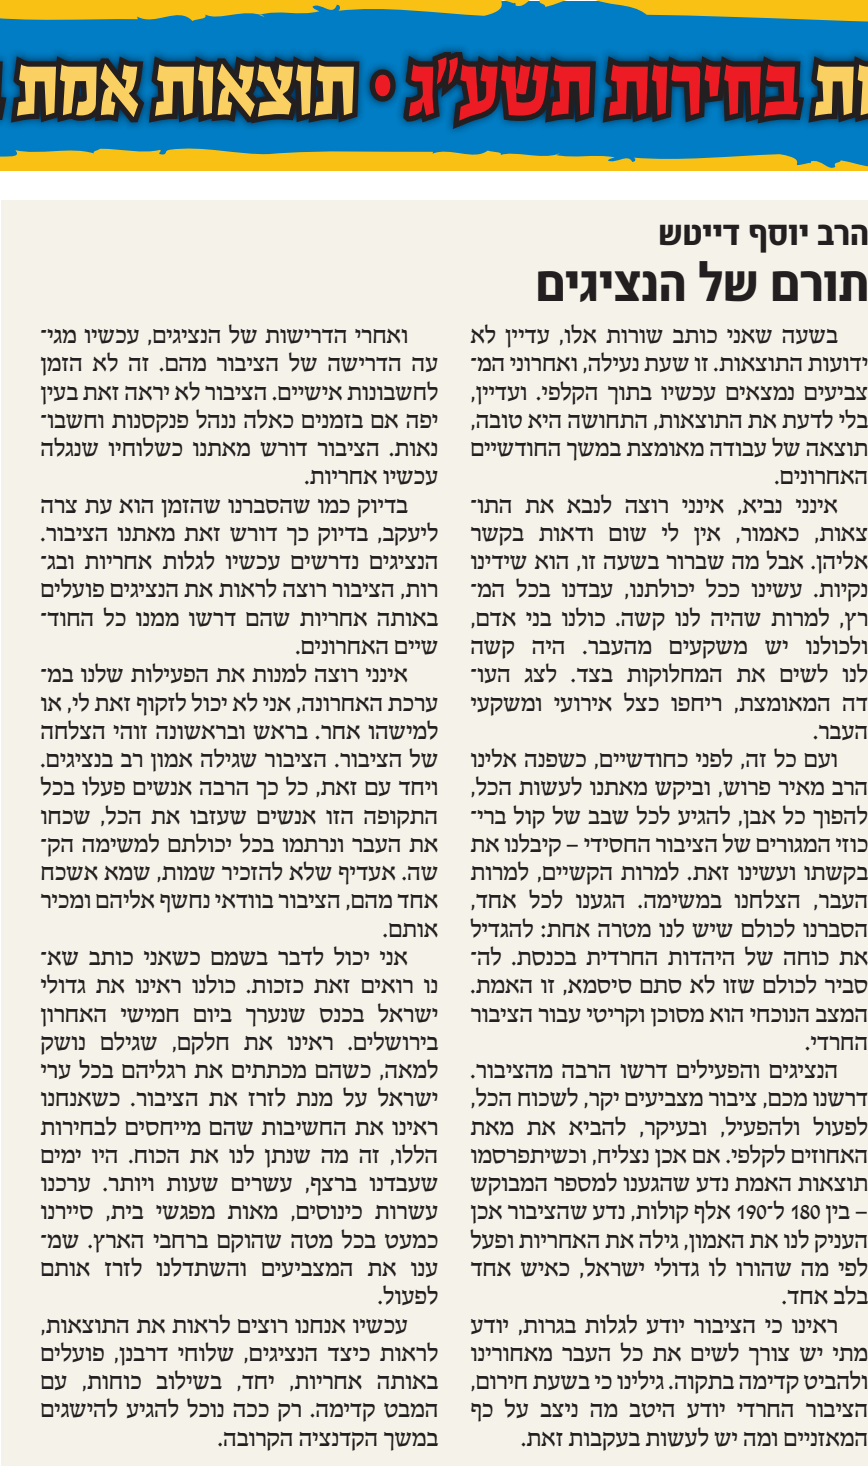 ות בחירות תשע"ג • תוצאות אמת
הרב יוסף דייטש
תורם של הנציגים
בשעה שאני כותב שורות אלו, עדיין לא
ידועות התוצאות. זו שעת נעילה, ואחרוני המ־
צביעים נמצאים עכשיו בתוך הקלפי. ועדיין,
בלי לדעת את התוצאות, התחושה היא טובה,
תוצאה של עבודה מאומצת במשך החודשיים
האחרונים.
אינני נביא, אינני רוצה לנבא את התו־
צאות, כאמור, אין לי שום ודאות בקשר
אליהן. אבל מה שברור בשעה זו, הוא שידינו
נקיות. עשינו ככל יכולתנו, עבדנו בכל המ־
רץ, למרות שהיה לנו קשה. כולנו בני אדם,
ולכולנו יש משקעים מהעבר. היה קשה
לנו לשים את המחלוקות בצד. לצג העו־
דה המאומצת, ריחפו כצל אירועי ומשקעי
העבר.
ועם כל זה, לפני כחודשיים, כשפנה אלינו
הרב מאיר פרוש, וביקש מאתנו לעשות הכל,
להפוך כל אבן, להגיע לכל שבב של קול ברי־
כוזי המגורים של הציבור החסידי – קיבלנו את
בקשתו ועשינו זאת. למרות הקשיים, למרות
העבר, הצלחנו במשימה. הגענו לכל אחד,
הסברנו לכולם שיש לנו מטרה אחת: להגדיל
את כוחה של היהדות החרדית בכנסת. לה־
סביר לכולם שזו לא סתם סיסמא, זו האמת.
המצב הנוכחי הוא מסוכן וקריטי עבור הציבור
החרדי.
הנציגים והפעילים דרשו הרבה מהציבור.
דרשנו מכם, ציבור מצביעים יקר, לשכוח הכל,
לפעול ולהפעיל, ובעיקר, להביא את מאת
האחוזים לקלפי. אם אכן נצליח, וכשיתפרסמו
תוצאות האמת נדע שהגענו למספר המבוקש
– בין 180 ל־190 אלף קולות, נדע שהציבור אכן
העניק לנו את האמון, גילה את האחריות ופעל
לפי מה שהורו לו גדולי ישראל, כאיש אחד
בלב אחד.
ראינו כי הציבור יודע לגלות בגרות, יודע
מתי יש צורך לשים את כל העבר מאחורינו
ולהביט קדימה בתקוה. גילינו כי בשעת חירום,
הציבור החרדי יודע היטב מה ניצב על כף
המאזניים ומה יש לעשות בעקבות זאת.
ואחרי הדרישות של הנציגים, עכשיו מגי־
עה הדרישה של הציבור מהם. זה לא הזמן
לחשבונות אישיים. הציבור לא יראה זאת בעין
יפה אם בזמנים כאלה ננהל פנקסנות וחשבו־
נאות. הציבור דורש מאתנו כשלוחיו שנגלה
עכשיו אחריות.
בדיוק כמו שהסברנו שהזמן הוא עת צרה
ליעקב, בדיוק כך דורש זאת מאתנו הציבור.
הנציגים נדרשים עכשיו לגלות אחריות ובג־
רות, הציבור רוצה לראות את הנציגים פועלים
באותה אחריות שהם דרשו ממנו כל החוד־
שיים האחרונים.
אינני רוצה למנות את הפעילות שלנו במ־
ערכת האחרונה, אני לא יכול לזקוף זאת לי, או
למישהו אחר. בראש ובראשונה זוהי הצלחה
של הציבור. הציבור שגילה אמון רב בנציגים.
ויחד עם זאת, כל כך הרבה אנשים פעלו בכל
התקופה הזו אנשים שעזבו את הכל, שכחו
את העבר ונרתמו בכל יכולתם למשימה הק־
שה. אעדיף שלא להזכיר שמות, שמא אשכח
אחד מהם, הציבור בוודאי נחשף אליהם ומכיר
אותם.
אני יכול לדבר בשמם כשאני כותב שא־
נו רואים זאת כזכות. כולנו ראינו את גדולי
ישראל בכנס שנערך ביום חמישי האחרון
בירושלים. ראינו את חלקם, שגילם נושק
למאה, כשהם מכתתים את רגליהם בכל ערי
ישראל על מנת לזרז את הציבור. כשאנחנו
ראינו את החשיבות שהם מייחסים לבחירות
הללו, זה מה שנתן לנו את הכוח. היו ימים
שעבדנו ברצף, עשרים שעות ויותר. ערכנו
עשרות כינוסים, מאות מפגשי בית, סיירנו
כמעט בכל מטה שהוקם ברחבי הארץ. שמ־
ענו את המצביעים והשתדלנו לזרז אותם
לפעול.
עכשיו אנחנו רוצים לראות את התוצאות,
לראות כיצד הנציגים, שלוחי דרבנן, פועלים
באותה אחריות, יחד, בשילוב כוחות, עם
המבט קדימה. רק ככה נוכל להגיע להישגים
במשך הקדנציה הקרובה.